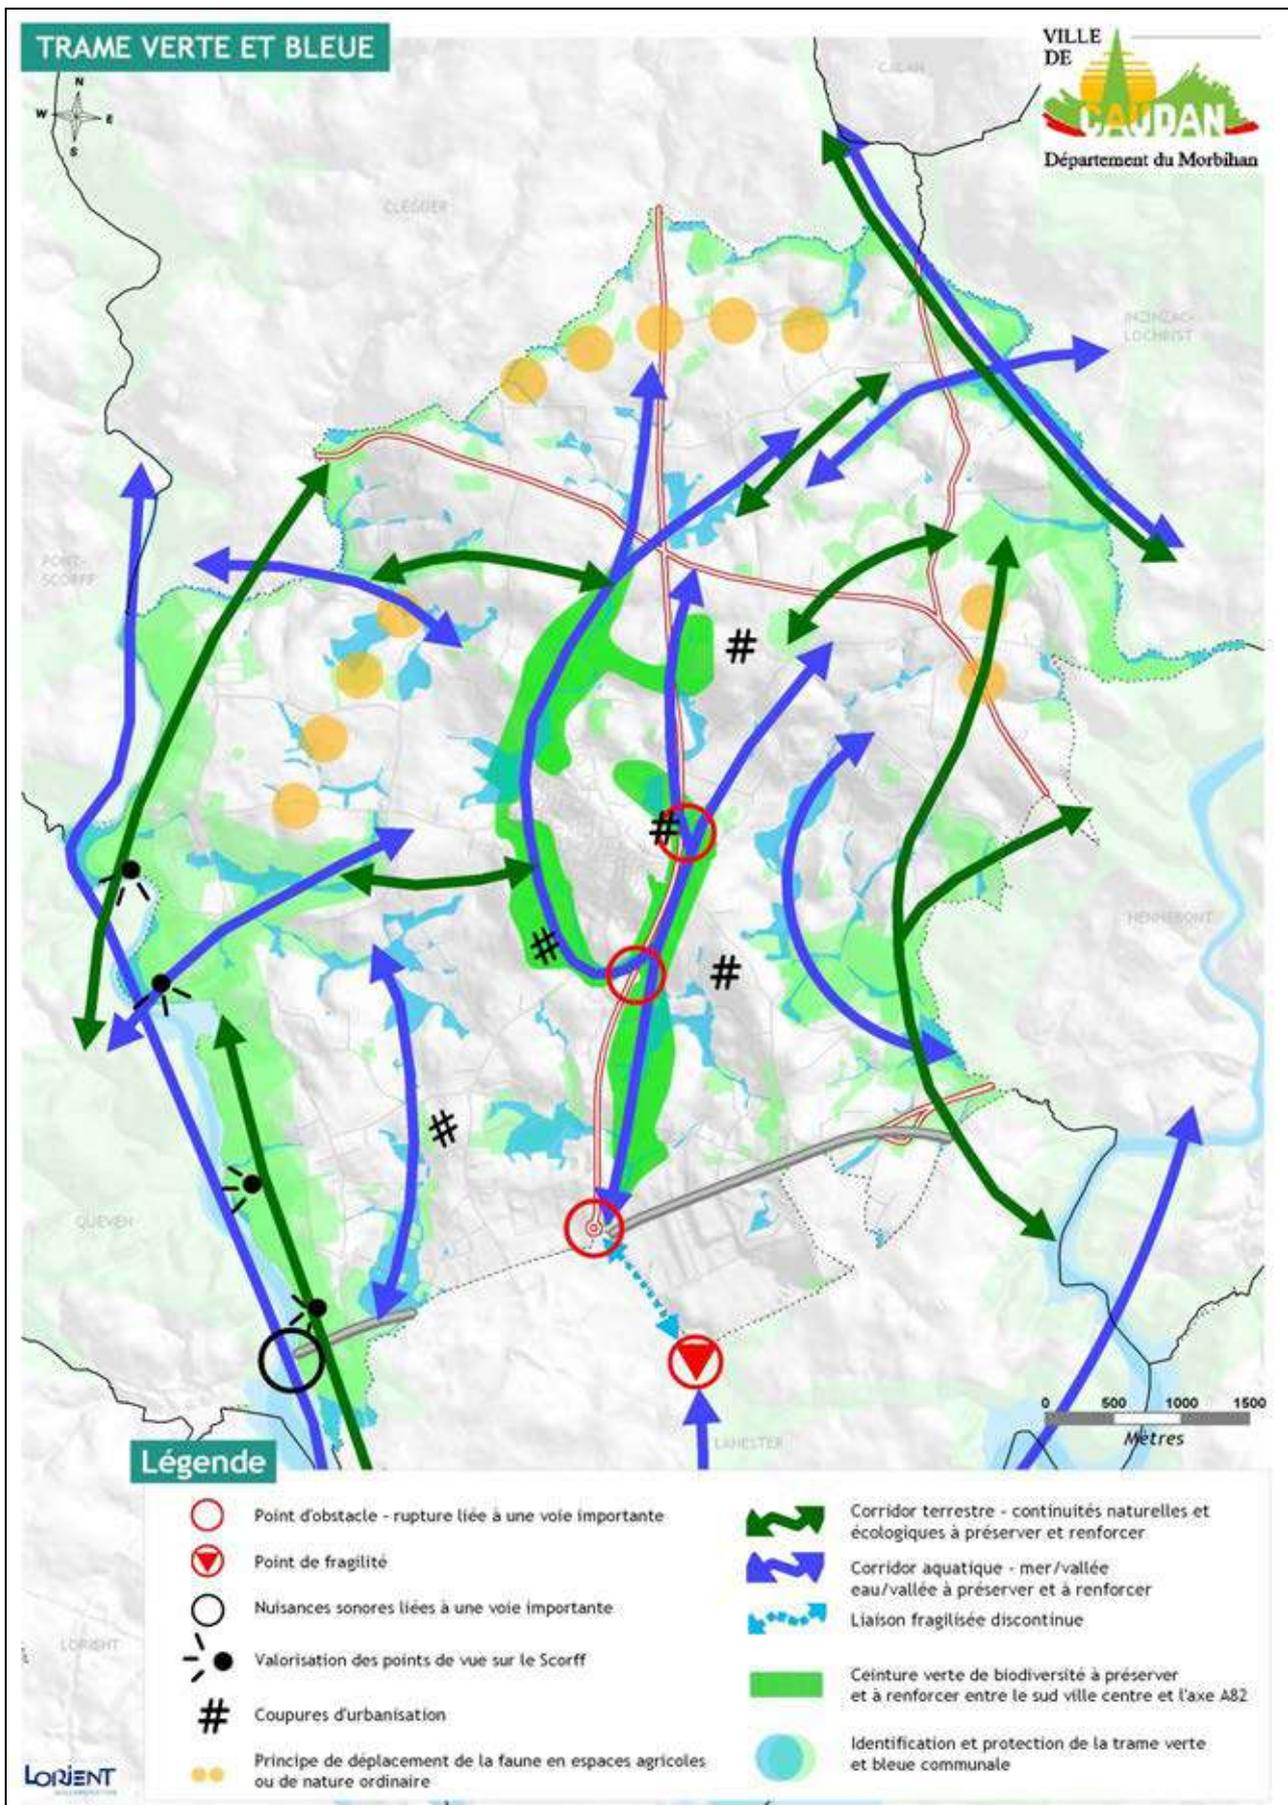 TRAME VERTE ET BLEUE
VILLE
DE
CAUDAN
Département du Morbihan
N
W
E
S
CALAN
CLEGUER
INZINZAC-
LOCHRIST
PONT-
SCORFF
HENNEBONT
QUEVEN
LANESTER
LORIENT
0 500 1000 1500
Mètres
Légende
Point d'obstacle - rupture liée à une voie importante
Point de fragilité
Nuisances sonores liées à une voie importante
Valorisation des points de vue sur le Scorff
Coupures d'urbanisation
Principe de déplacement de la faune en espaces agricoles
ou de nature ordinaire
Corridor terrestre - continuités naturelles et
écologiques à préserver et renforcer
Corridor aquatique - mer/vallée
eau/vallée à préserver et à renforcer
Liaison fragilisée discontinue
Ceinture verte de biodiversité à préserver
et à renforcer entre le sud ville centre et l'axe A82
Identification et protection de la trame verte
et bleue communale
LORIENT